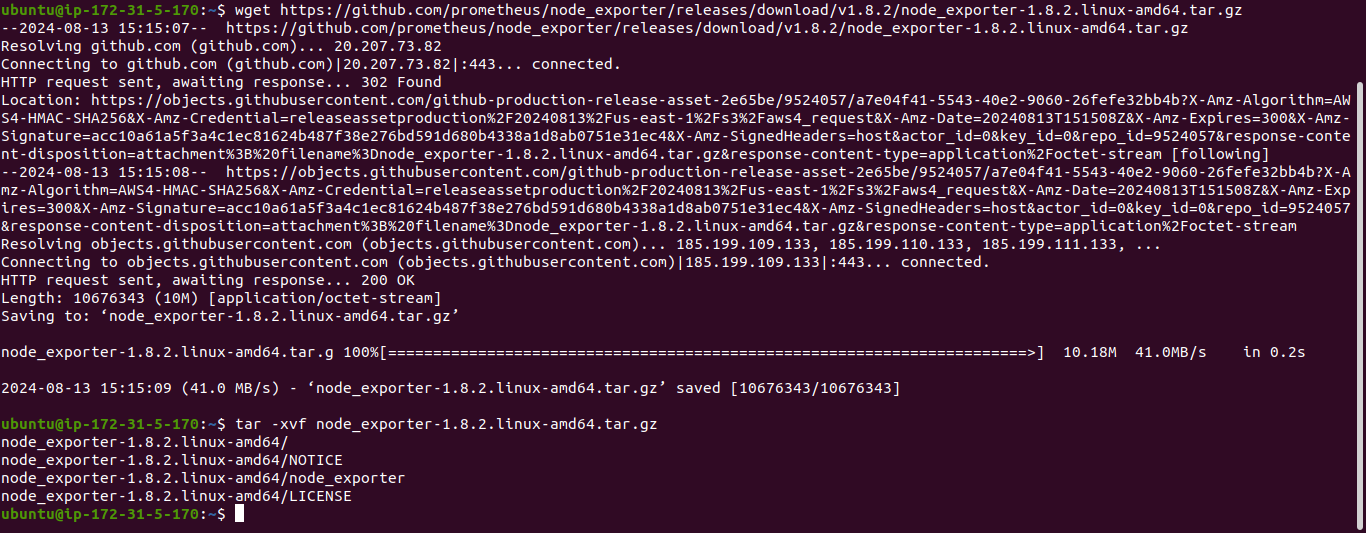 ubuntu@ip-172-31-5-170:~$ wget https://github.com/prometheus/node_exporter/releases/download/v1.8.2/node_exporter-1.8.2.linux-amd64.tar.gz
--2024-08-13 15:15:07--  https://github.com/prometheus/node_exporter/releases/download/v1.8.2/node_exporter-1.8.2.linux-amd64.tar.gz
Resolving github.com (github.com)... 20.207.73.82
Connecting to github.com (github.com)|20.207.73.82|:443... connected.
HTTP request sent, awaiting response... 302 Found
Location: https://objects.githubusercontent.com/github-production-release-asset-2e65be/9524057/a7e04f41-5543-40e2-9060-26fefe32bb4b?X-Amz-Algorithm=AW
S4-HMAC-SHA256&X-Amz-Credential=releaseassetproduction%2F20240813%2Fus-east-1%2Fs3%2Faws4_request&X-Amz-Date=20240813T151508Z&X-Amz-Expires=300&X-Amz-
Signature=acc10a61a5f3a4c1ec81624b487f38e276bd591d680b4338a1d8ab0751e31ec4&X-Amz-SignedHeaders=host&actor_id=0&key_id=0&repo_id=9524057&response-conte
nt-disposition=attachment%3B%20filename%3Dnode_exporter-1.8.2.linux-amd64.tar.gz&response-content-type=application%2Foctet-stream [following]
--2024-08-13 15:15:08--  https://objects.githubusercontent.com/github-production-release-asset-2e65be/9524057/a7e04f41-5543-40e2-9060-26fefe32bb4b?X-A
mz-Algorithm=AWS4-HMAC-SHA256&X-Amz-Credential=releaseassetproduction%2F20240813%2Fus-east-1%2Fs3%2Faws4_request&X-Amz-Date=20240813T151508Z&X-Amz-Exp
ires=300&X-Amz-Signature=acc10a61a5f3a4c1ec81624b487f38e276bd591d680b4338a1d8ab0751e31ec4&X-Amz-SignedHeaders=host&actor_id=0&key_id=0&repo_id=9524057
&response-content-disposition=attachment%3B%20filename%3Dnode_exporter-1.8.2.linux-amd64.tar.gz&response-content-type=application%2Foctet-stream
Resolving objects.githubusercontent.com (objects.githubusercontent.com)... 185.199.109.133, 185.199.110.133, 185.199.111.133, ...
Connecting to objects.githubusercontent.com (objects.githubusercontent.com)|185.199.109.133|:443... connected.
HTTP request sent, awaiting response... 200 OK
Length: 10676343 (10M) [application/octet-stream]
Saving to: ‘node_exporter-1.8.2.linux-amd64.tar.gz’
node_exporter-1.8.2.linux-amd64.tar.g 100%[=======================================================================>]  10.18M  41.0MB/s    in 0.2s
2024-08-13 15:15:09 (41.0 MB/s) - ‘node_exporter-1.8.2.linux-amd64.tar.gz’ saved [10676343/10676343]
ubuntu@ip-172-31-5-170:~$ tar -xvf node_exporter-1.8.2.linux-amd64.tar.gz
node_exporter-1.8.2.linux-amd64/
node_exporter-1.8.2.linux-amd64/NOTICE
node_exporter-1.8.2.linux-amd64/node_exporter
node_exporter-1.8.2.linux-amd64/LICENSE
ubuntu@ip-172-31-5-170:~$